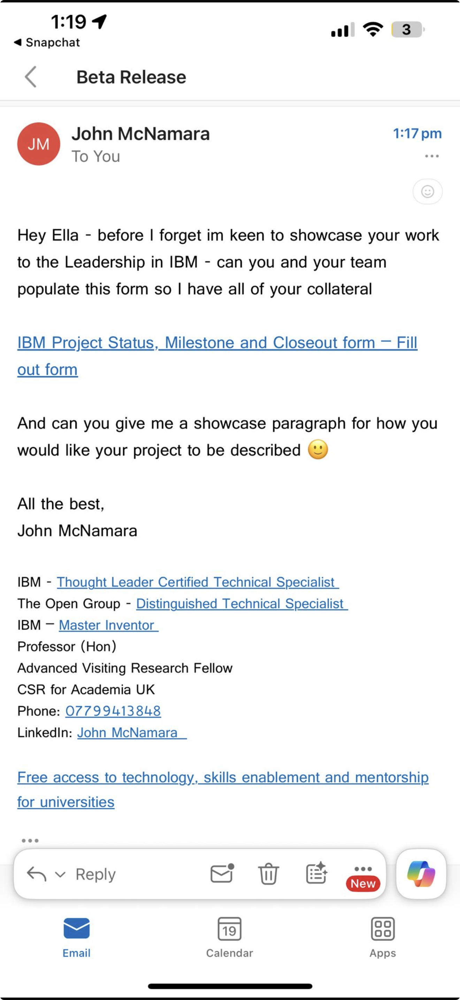 1:19
3
◀ Snapchat
Beta Release
JM
John McNamara
1:17 pm
To You
Hey Ella - before I forget im keen to showcase your work
to the Leadership in IBM - can you and your team
populate this form so I have all of your collateral
IBM Project Status, Milestone and Closeout form – Fill
out form
And can you give me a showcase paragraph for how you
would like your project to be described 🙂
All the best,
John McNamara
IBM - Thought Leader Certified Technical Specialist
The Open Group - Distinguished Technical Specialist
IBM – Master Inventor
Professor (Hon)
Advanced Visiting Research Fellow
CSR for Academia UK
Phone: 07799413848
LinkedIn: John McNamara
Free access to technology, skills enablement and mentorship
for universities
Reply
New
19
Email
Calendar
Apps